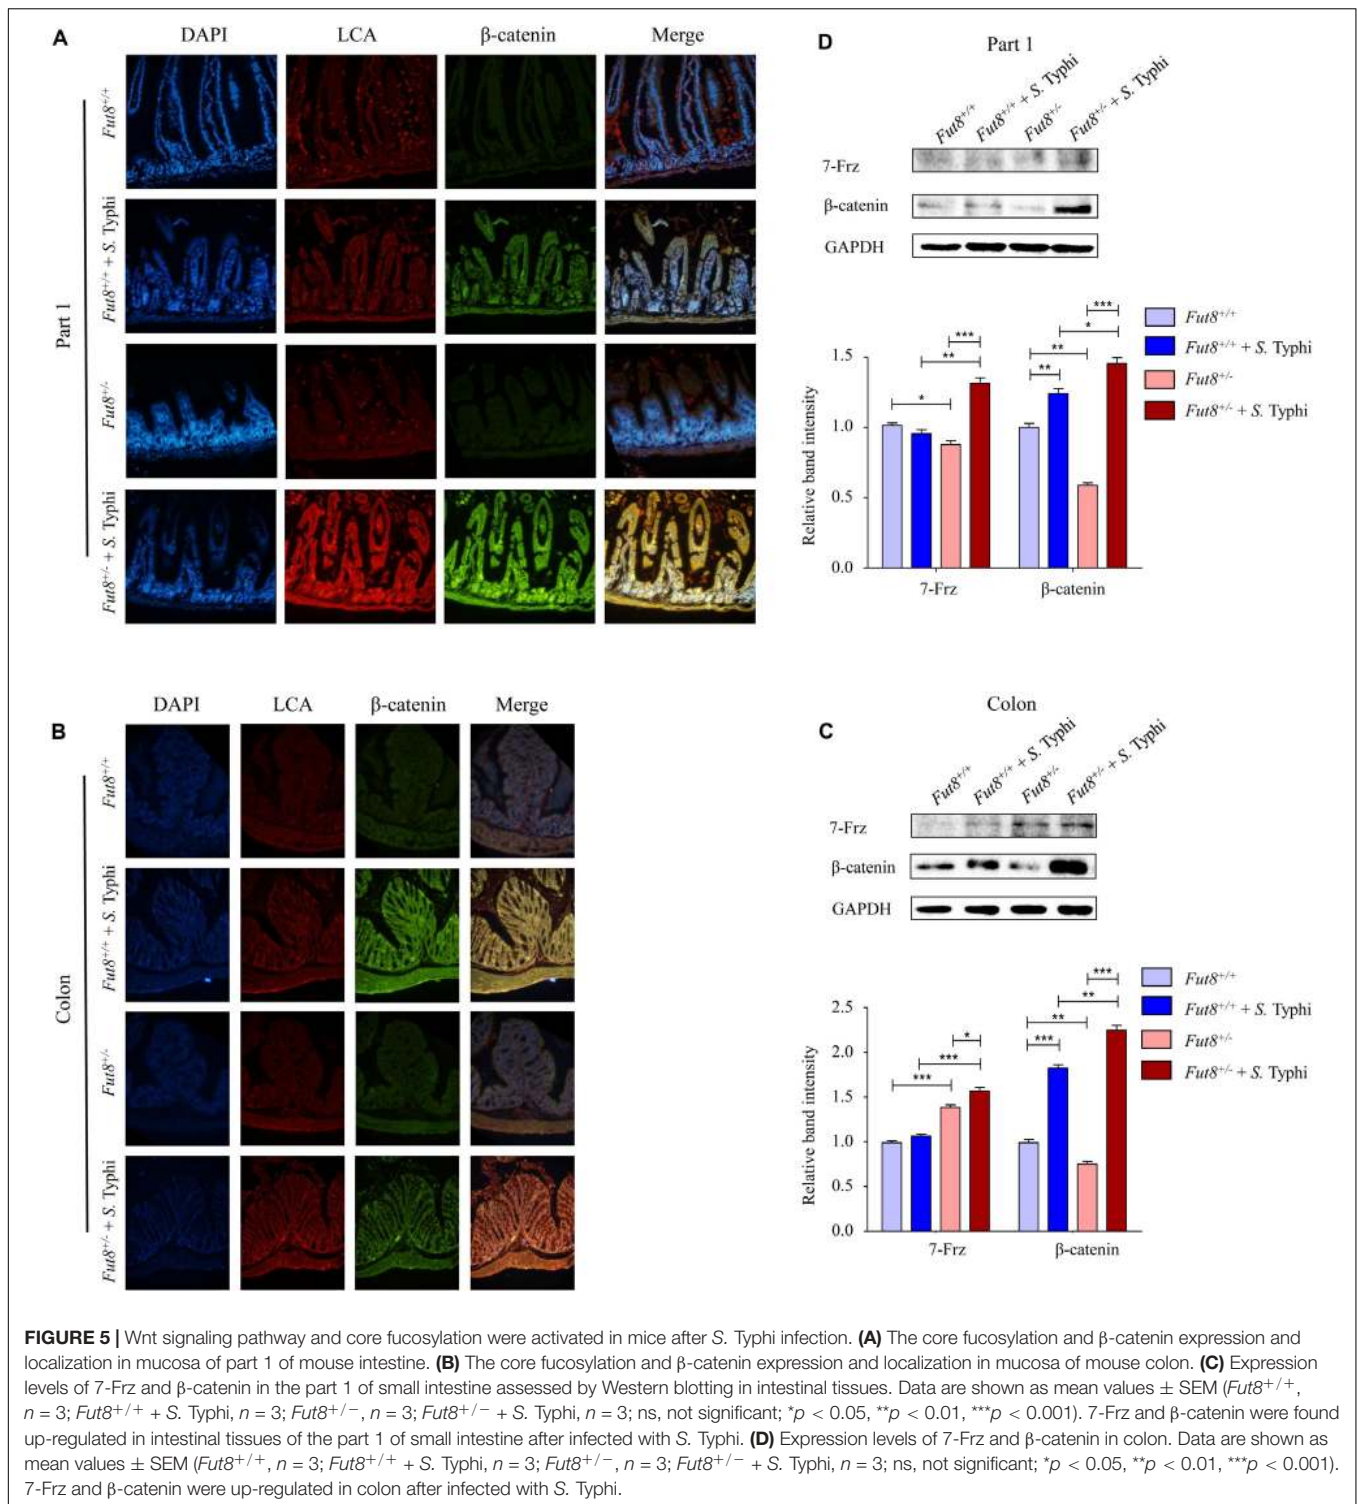 A
DAPI
LCA
β-catenin
Merge
Part 1
Fut8+/+
Fut8+/+ + S. Typhi
Fut8+/-
Fut8+/- + S. Typhi
D
Part 1
Fut8+/+
Fut8+/+ + S. Typhi
Fut8+/-
Fut8+/- + S. Typhi
7-Frz
β-catenin
GAPDH
Relative band intensity
1.5
1.0
0.5
0.0
*
**
***
**
**
*
***
7-Frz
β-catenin
Fut8+/+
Fut8+/+ + S. Typhi
Fut8+/-
Fut8+/- + S. Typhi
B
DAPI
LCA
β-catenin
Merge
Colon
Fut8+/+
Fut8+/+ + S. Typhi
Fut8+/-
Fut8+/- + S. Typhi
C
Colon
Fut8+/+
Fut8+/+ + S. Typhi
Fut8+/-
Fut8+/- + S. Typhi
7-Frz
β-catenin
GAPDH
Relative band intensity
2.5
2.0
1.5
1.0
0.5
0.0
***
***
*
***
**
**
***
7-Frz
β-catenin
Fut8+/+
Fut8+/+ + S. Typhi
Fut8+/-
Fut8+/- + S. Typhi
FIGURE 5 | Wnt signaling pathway and core fucosylation were activated in mice after S. Typhi infection. (A) The core fucosylation and β-catenin expression and
localization in mucosa of part 1 of mouse intestine. (B) The core fucosylation and β-catenin expression and localization in mucosa of mouse colon. (C) Expression
levels of 7-Frz and β-catenin in the part 1 of small intestine assessed by Western blotting in intestinal tissues. Data are shown as mean values ± SEM (Fut8+/+,
n = 3; Fut8+/+ + S. Typhi, n = 3; Fut8+/−, n = 3; Fut8+/− + S. Typhi, n = 3; ns, not significant; *p < 0.05, **p < 0.01, ***p < 0.001). 7-Frz and β-catenin were found
up-regulated in intestinal tissues of the part 1 of small intestine after infected with S. Typhi. (D) Expression levels of 7-Frz and β-catenin in colon. Data are shown as
mean values ± SEM (Fut8+/+, n = 3; Fut8+/+ + S. Typhi, n = 3; Fut8+/−, n = 3; Fut8+/− + S. Typhi, n = 3; ns, not significant; *p < 0.05, **p < 0.01, ***p < 0.001).
7-Frz and β-catenin were up-regulated in colon after infected with S. Typhi.